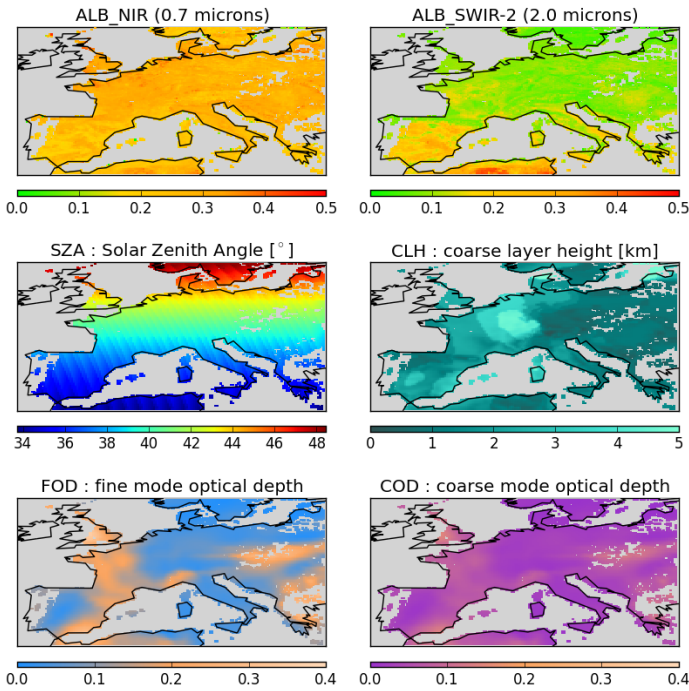 ALB_NIR (0.7 microns) ALB_SWIR-2 (2.0 microns)
0.0 0.1 0.2 0.3 0.4 0.5 0.0 0.1 0.2 0.3 0.4 0.5
SZA : Solar Zenith Angle [°] CLH : coarse layer height [km]
34 36 38 40 42 44 46 48 0 1 2 3 4 5
FOD : fine mode optical depth COD : coarse mode optical depth
0.0 0.1 0.2 0.3 0.4 0.0 0.1 0.2 0.3 0.4